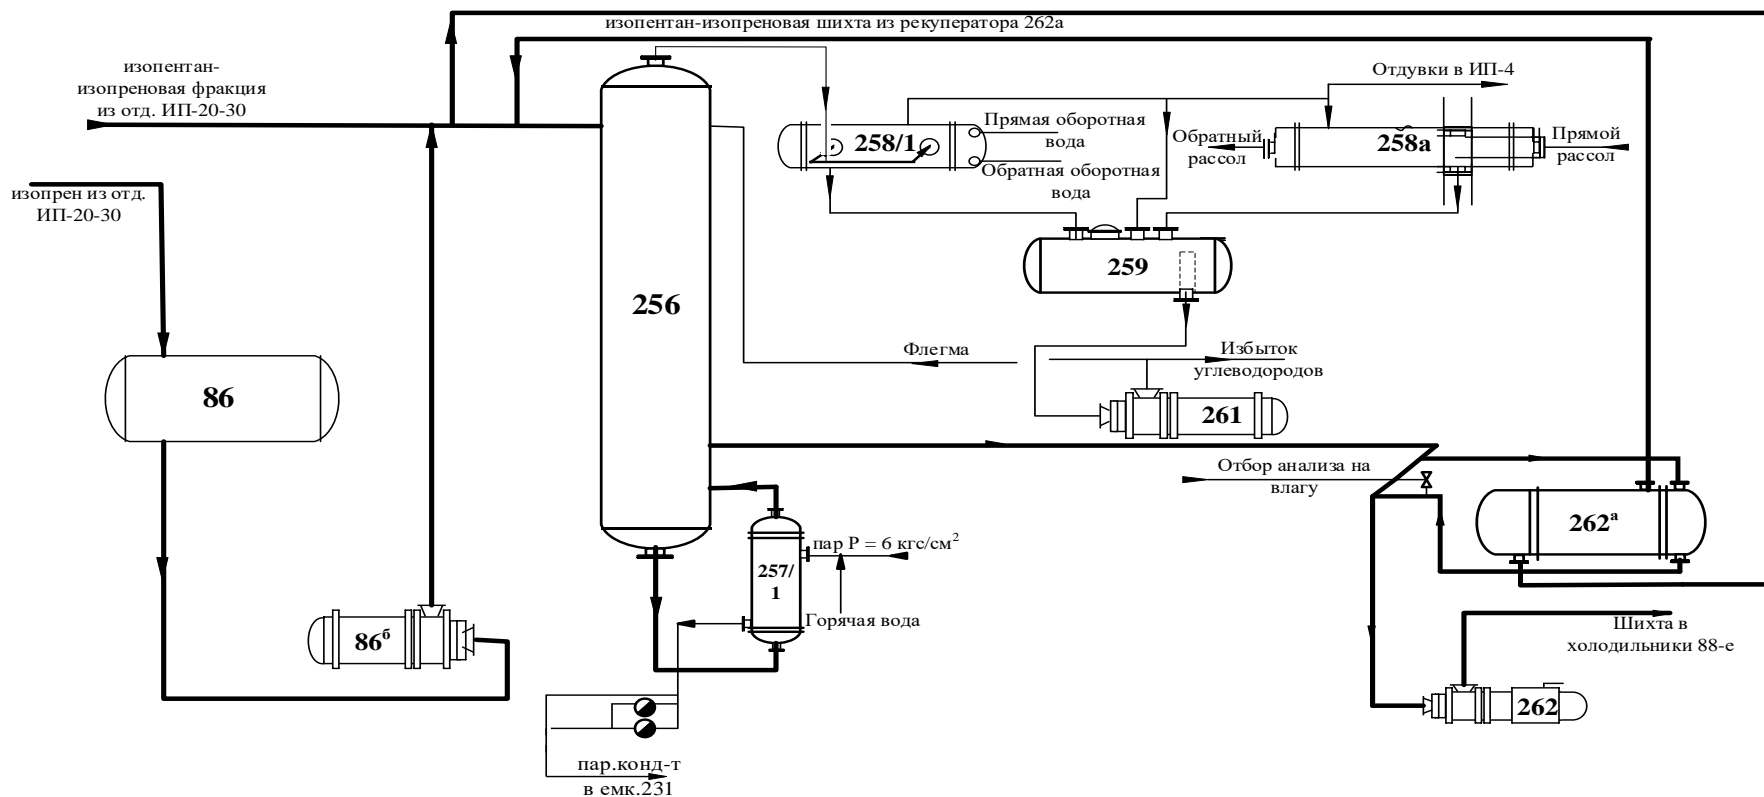 изопентан-изопреновая шихта из рекуператора 262а
изопентан-
изопреновая фракция
из отд. ИП-20-30
Отдувки в ИП-4
Прямая оборотная
вода
258/1
Обратная оборотная
вода
Обратный
рассол
258а
Прямой
рассол
изопрен из отд.
ИП-20-30
259
256
Флегма
Избыток
углеводородов
86
261
Отбор анализа на
влагу
262а
пар Р = 6 кгс/см2
257/
1
Горячая вода
86б
Шихта в
холодильники 88-е
262
пар.конд-т
в емк.231